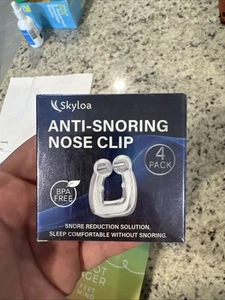 Skyloa
ANTI-SNORING
NOSE CLIP
4
PACK
BPA
FREE
SNORE REDUCTION SOLUTION,
SLEEP COMFORTABLE WITHOUT SNORING.